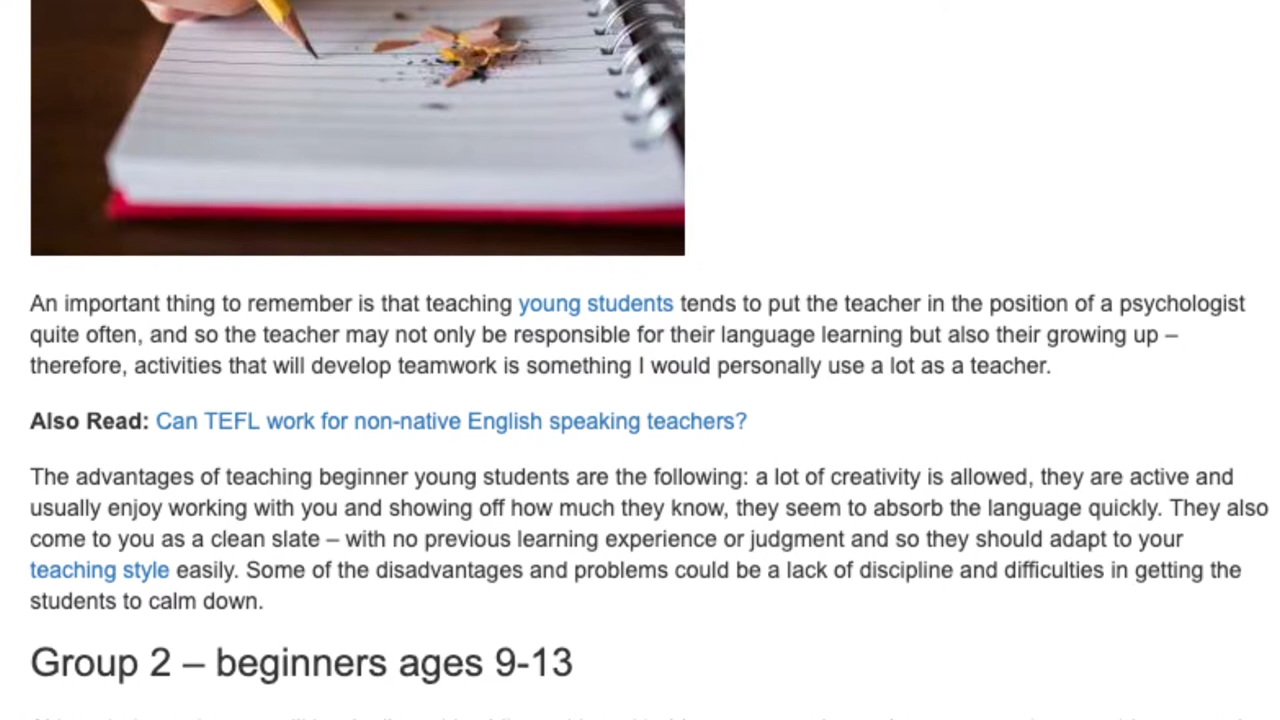 An important thing to remember is that teaching young students tends to put the teacher in the position of a psychologist
quite often, and so the teacher may not only be responsible for their language learning but also their growing up –
therefore, activities that will develop teamwork is something I would personally use a lot as a teacher.
Also Read: Can TEFL work for non-native English speaking teachers?
The advantages of teaching beginner young students are the following: a lot of creativity is allowed, they are active and
usually enjoy working with you and showing off how much they know, they seem to absorb the language quickly. They also
come to you as a clean slate – with no previous learning experience or judgment and so they should adapt to your
teaching style easily. Some of the disadvantages and problems could be a lack of discipline and difficulties in getting the
students to calm down.
Group 2 – beginners ages 9-13